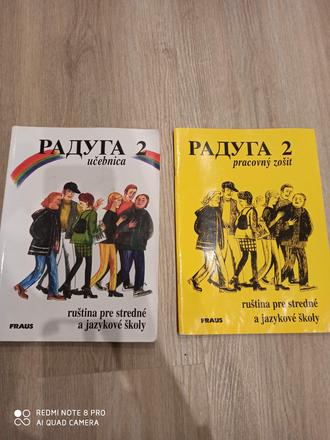 РАДУГА 2
učebnica
ruština pre stredné
a jazykové školy
FRAUS
РАДУГА 2
pracovný zošit
ruština pre stredné
a jazykové školy
FRAUS
REDMI NOTE 8 PRO
AI QUAD CAMERA